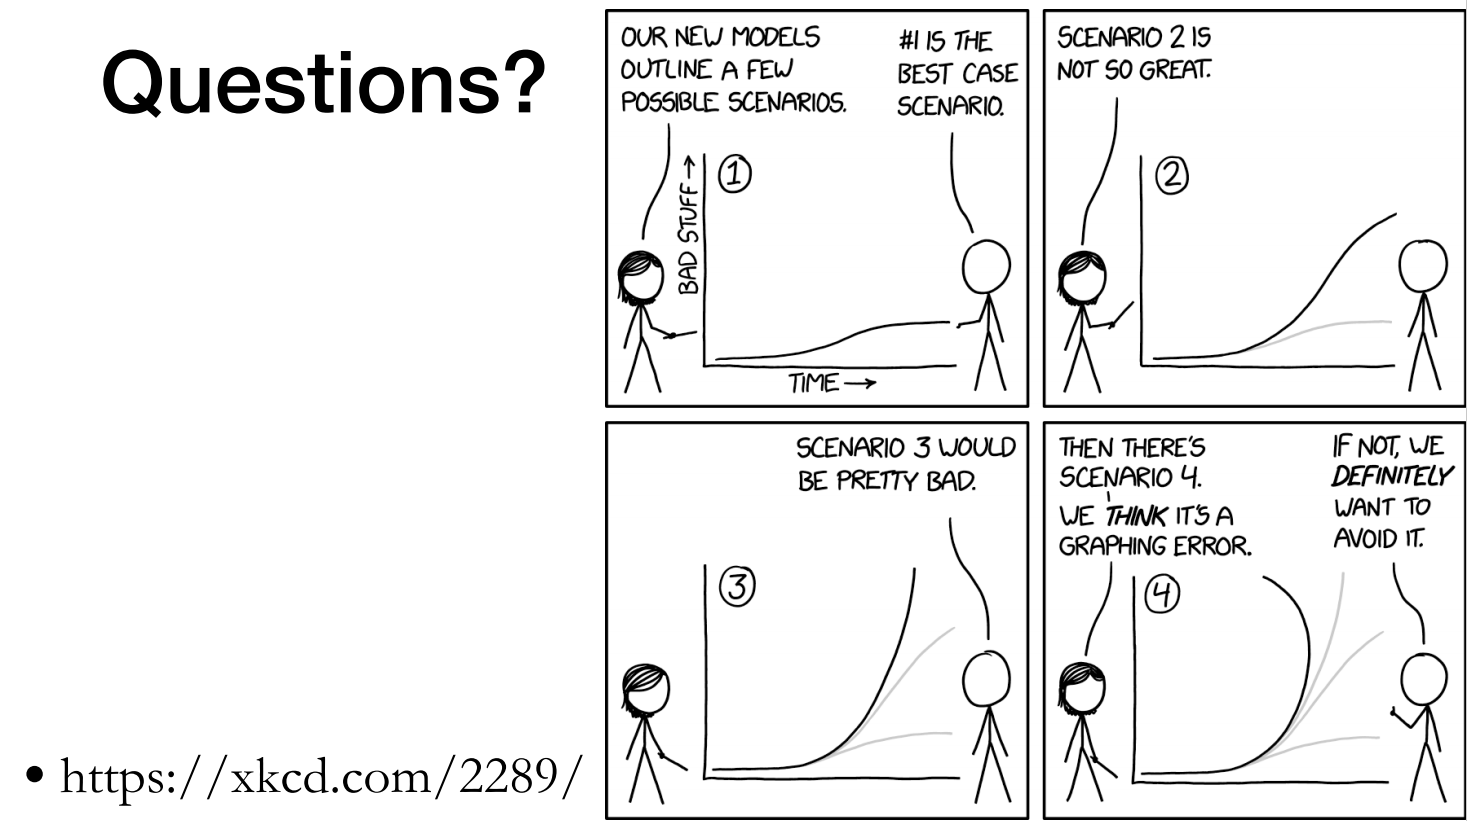 Questions?
• https://xkcd.com/2289/
OUR NEW MODELS
OUTLINE A FEW
POSSIBLE SCENARIOS.
#1 IS THE
BEST CASE
SCENARIO.
BAD STUFF →
1
TIME →
SCENARIO 2 IS
NOT SO GREAT.
2
SCENARIO 3 WOULD
BE PRETTY BAD.
3
THEN THERE'S
SCENARIO 4.
WE THINK IT'S A
GRAPHING ERROR.
IF NOT, WE
DEFINITELY
WANT TO
AVOID IT.
4